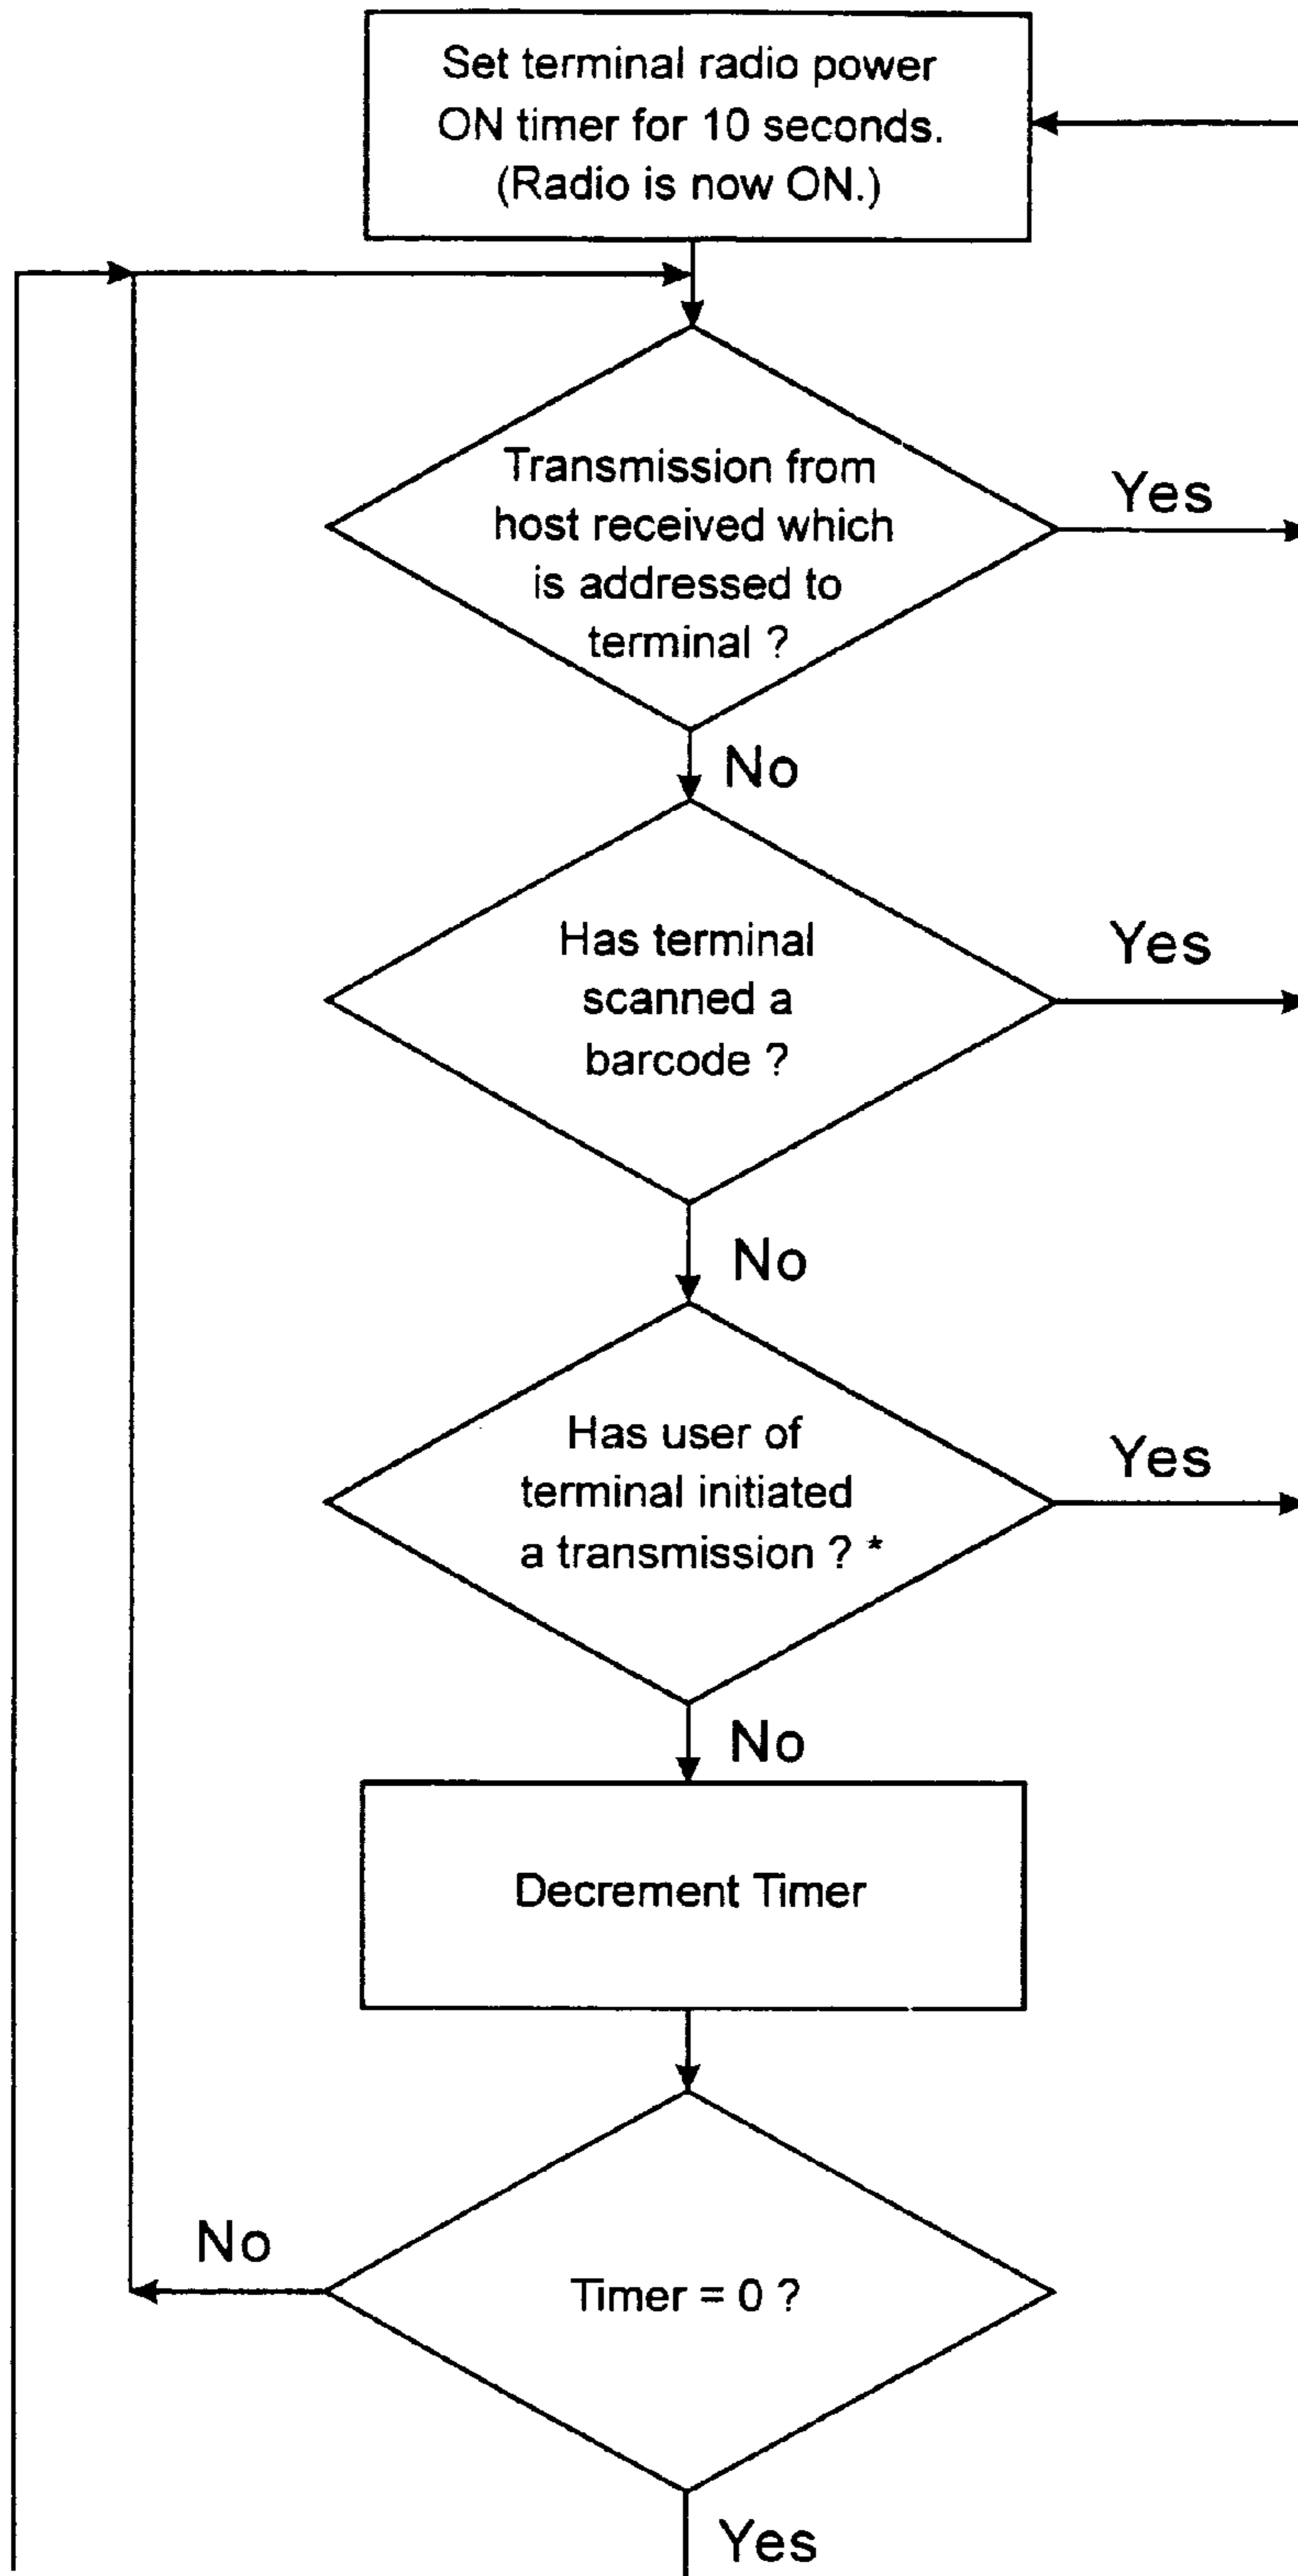 Set terminal radio power
ON timer for 10 seconds.
(Radio is now ON.)
Transmission from
host received which
is addressed to
terminal ?
Yes
No
Has terminal
scanned a
barcode ?
Yes
No
Has user of
terminal initiated
a transmission ? *
Yes
No
Decrement Timer
No
Timer = 0 ?
Yes